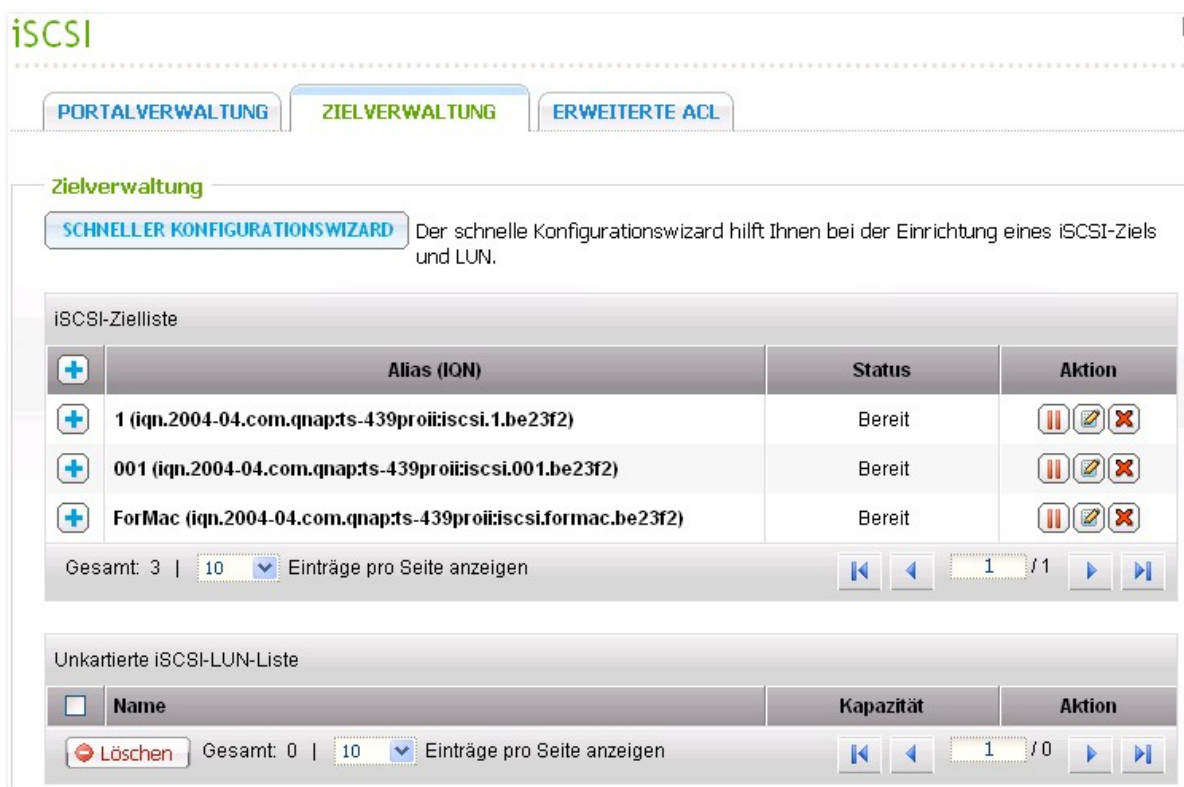 iSCSI
PORTALVERWALTUNG ZIELVERWALTUNG ERWEITERTE ACL
Zielverwaltung
SCHNELLER KONFIGURATIONSWIZARD Der schnelle Konfigurationswizard hilft Ihnen bei der Einrichtung eines iSCSI-Ziels
und LUN.
iSCSI-Zielliste
Alias (IQN) Status Aktion
1 (iqn.2004-04.com.qnap:ts-439proii:iscsi.1.be23f2) Bereit
001 (iqn.2004-04.com.qnap:ts-439proii:iscsi.001.be23f2) Bereit
ForMac (iqn.2004-04.com.qnap:ts-439proii:iscsi.formac.be23f2) Bereit
Gesamt: 3 | 10 Einträge pro Seite anzeigen 1 / 1
Unkartierte iSCSI-LUN-Liste
Name Kapazität Aktion
Löschen Gesamt: 0 | 10 Einträge pro Seite anzeigen 1 / 0